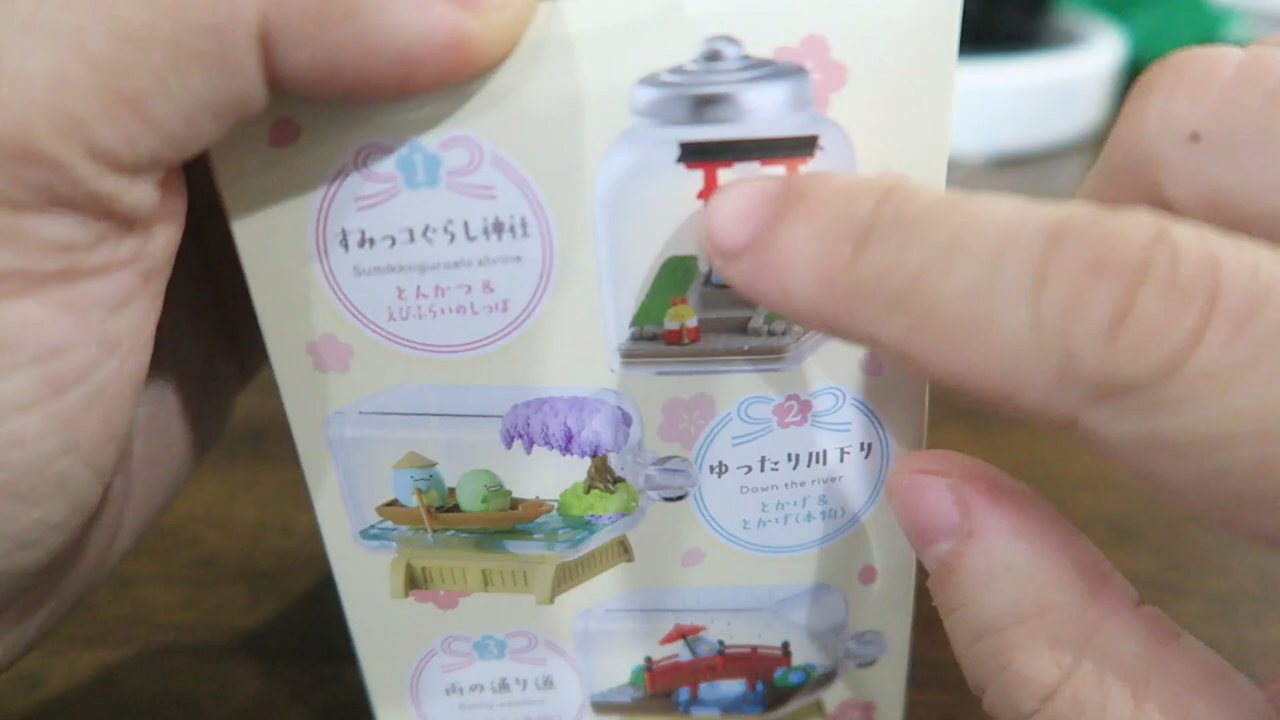 1
すみっコぐらし神社
Sumikkogurashi shrine
とんかつ &
えびふらいのしっぽ
2
ゆったり川下り
Down the river
とかげ &
とかげ(本物)
3
雨の通り道
Rainy